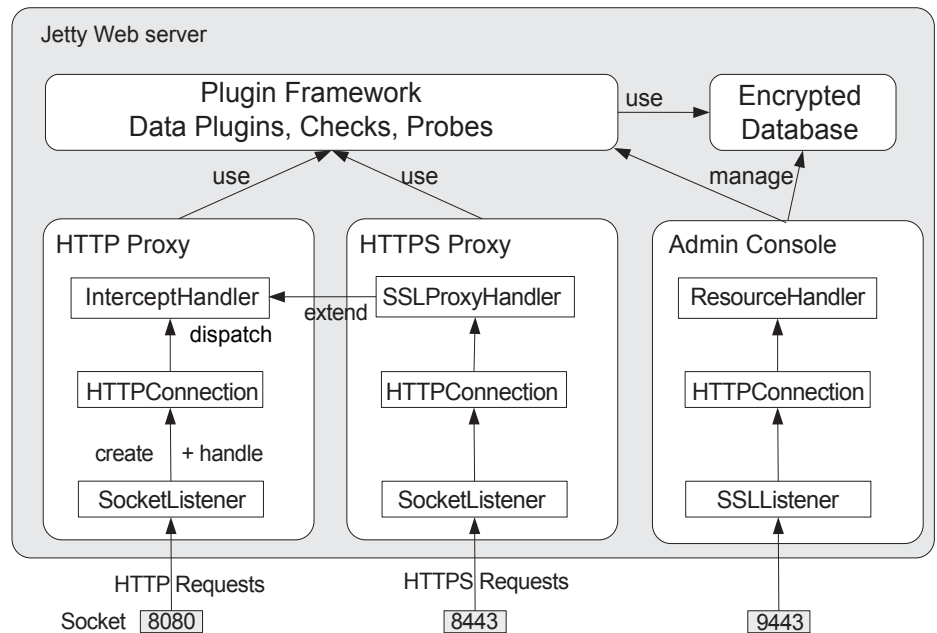 Jetty Web server
Plugin Framework
Data Plugins, Checks, Probes
use
Encrypted
Database
use
use
manage
HTTP Proxy
HTTPS Proxy
Admin Console
InterceptHandler
extend
SSLProxyHandler
ResourceHandler
dispatch
HTTPConnection
HTTPConnection
HTTPConnection
create + handle
SocketListener
SocketListener
SSLListener
HTTP Requests
HTTPS Requests
Socket 8080
8443
9443